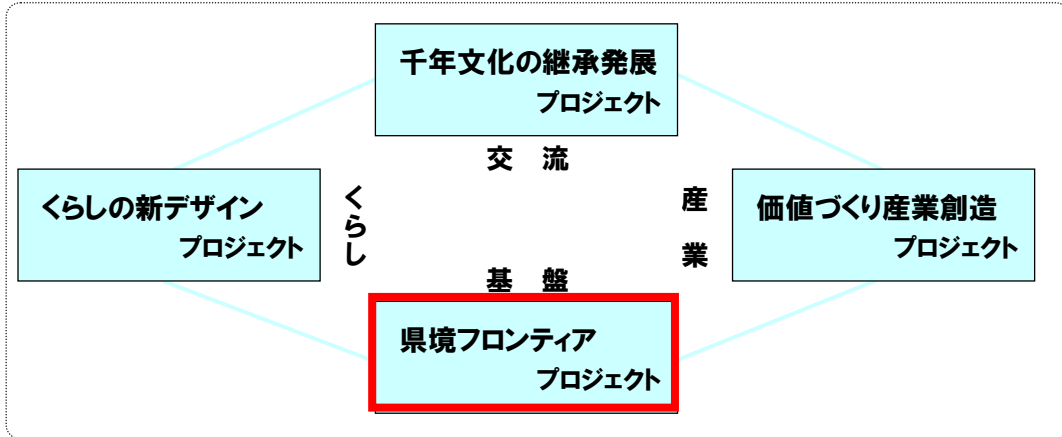 千年文化の継承発展
プロジェクト
交 流
くらしの新デザイン
プロジェクト
くらし
産業
価値づくり産業創造
プロジェクト
基 盤
県境フロンティア
プロジェクト